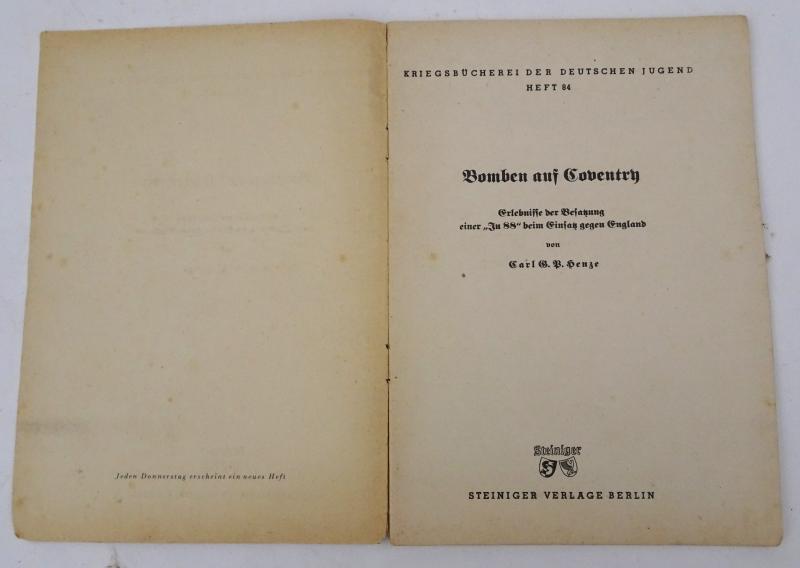 Jeden Donnerstag erscheint ein neues Heft
KRIEGSBÜCHEREI DER DEUTSCHEN JUGEND
HEFT 84
Bomben auf Coventry
Erlebnisse der Besatzung
einer „Ju 88“ beim Einsatz gegen England
von
Carl G. P. Henze
Steiniger
STEINIGER VERLAGE BERLIN